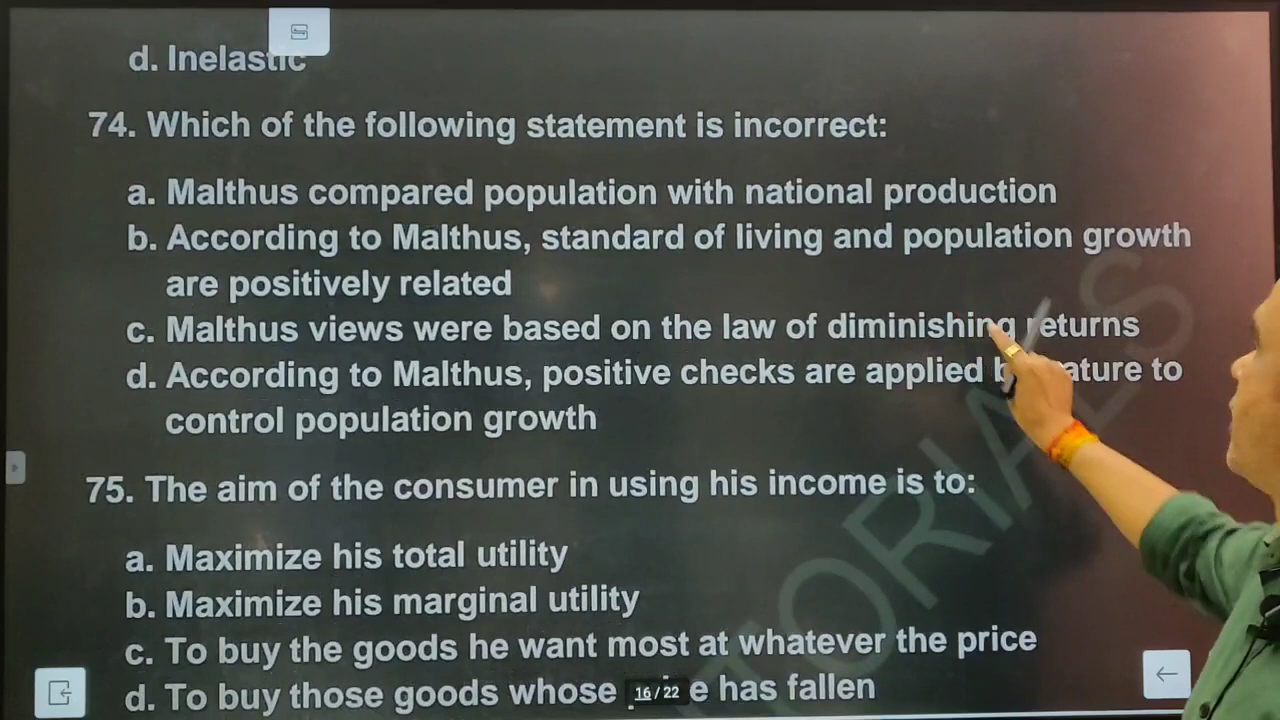 d. Inelastic
74. Which of the following statement is incorrect:
a. Malthus compared population with national production
b. According to Malthus, standard of living and population growth
are positively related
c. Malthus views were based on the law of diminishing returns
d. According to Malthus, positive checks are applied by nature to
control population growth
75. The aim of the consumer in using his income is to:
a. Maximize his total utility
b. Maximize his marginal utility
c. To buy the goods he want most at whatever the price
d. To buy those goods whose has fallen
16 / 22
TORIALS